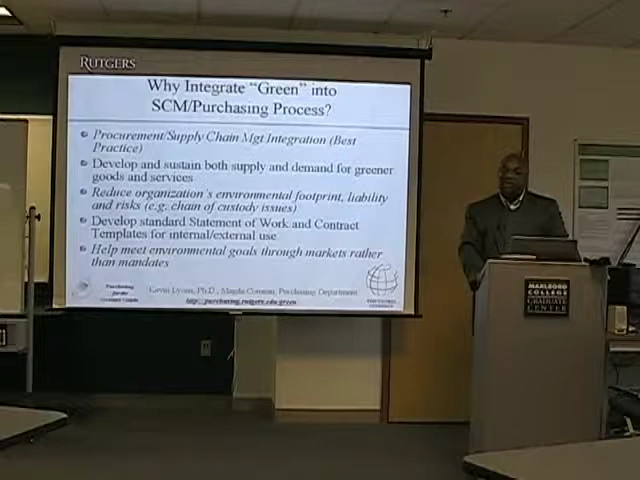 RUTGERS
Why Integrate "Green" into
SCM/Purchasing Process?
Procurement/Supply Chain Mgt Integration (Best
Practice)
Develop and sustain both supply and demand for greener
goods and services
Reduce organization's environmental footprint, liability
and risks (e.g. chain of custody issues)
Develop standard Statement of Work and Contract
Templates for internal/external use
Help meet environmental goals through markets rather
than mandates
Kevin Lyons, Ph.D., Purchasing Department
http://purchasing.rutgers.edu/green
MARLBORO
COLLEGE
GRADUATE
CENTER